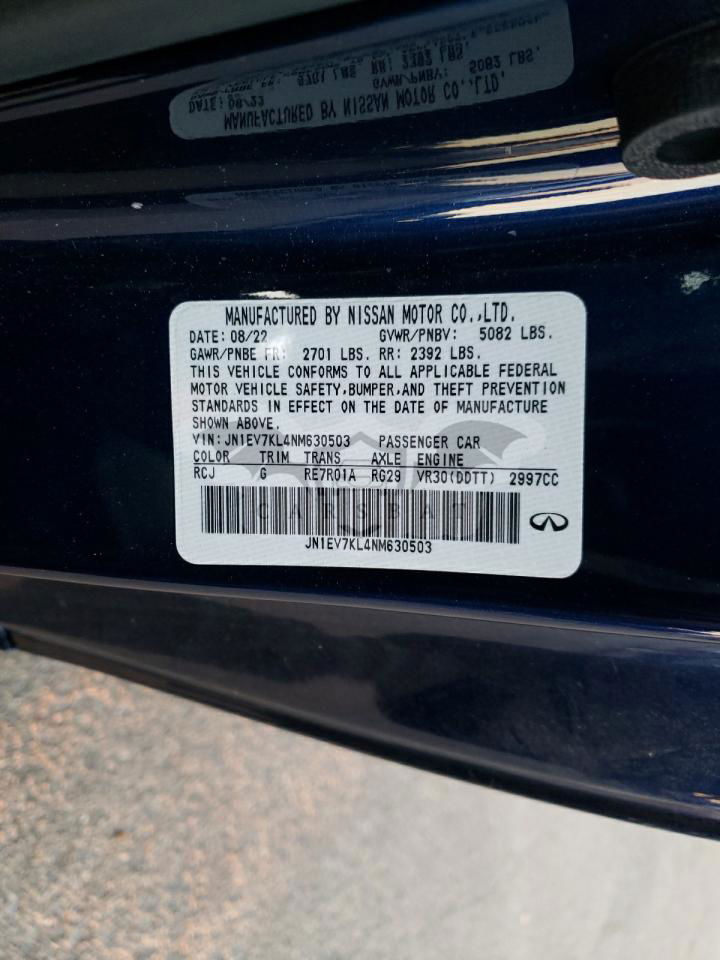 MANUFACTURED BY NISSAN MOTOR CO.,LTD.
DATE: 08/22 GVWR/PNBV: 5082 LBS.
GAWR/PNBE FR: 2701 LBS. RR: 2392 LBS.
THIS VEHICLE CONFORMS TO ALL APPLICABLE FEDERAL
MOTOR VEHICLE SAFETY,BUMPER,AND THEFT PREVENTION
STANDARDS IN EFFECT ON THE DATE OF MANUFACTURE
SHOWN ABOVE.
VIN: JN1EV7KL4NM630503 PASSENGER CAR
COLOR TRIM TRANS AXLE ENGINE
RCJ G RE7R01A RG29 VR30(DDTT) 2997CC
CARSBAT
JN1EV7KL4NM630503